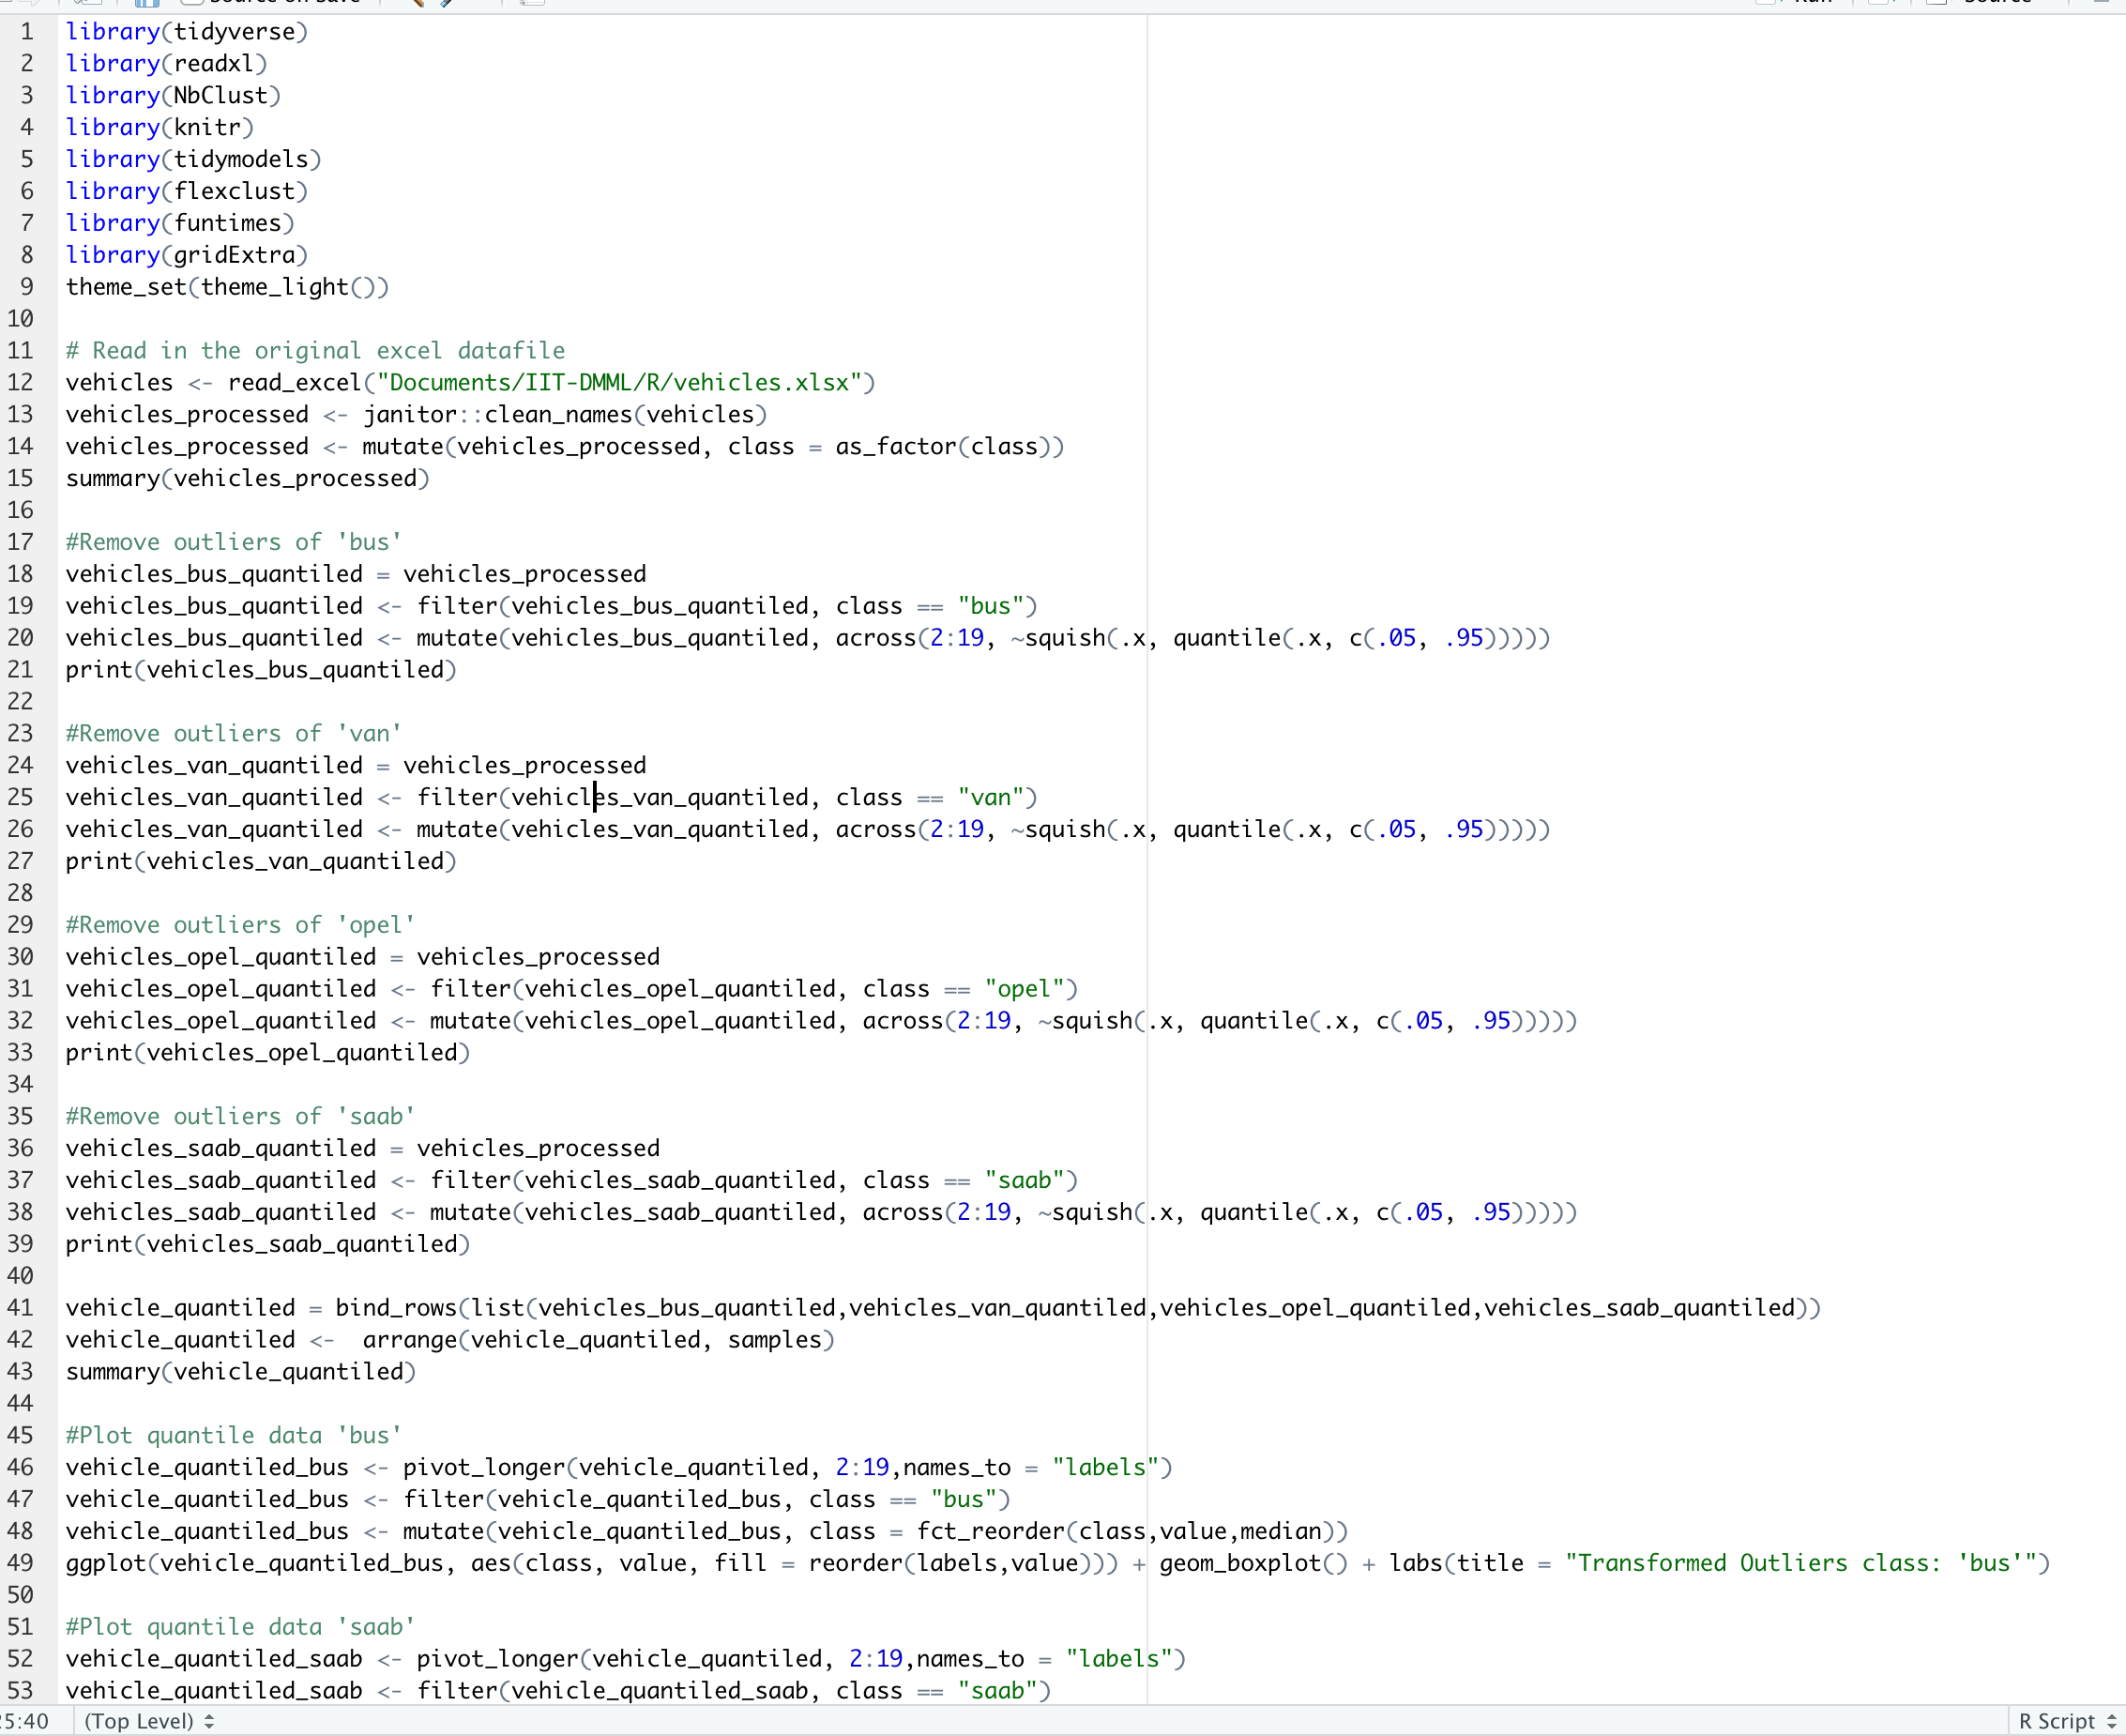 Source on Save Run Source
1 library(tidyverse)
2 library(readxl)
3 library(NbClust)
4 library(knitr)
5 library(tidymodels)
6 library(flexclust)
7 library(funtimes)
8 library(gridExtra)
9 theme_set(theme_light())
10
11 # Read in the original excel datafile
12 vehicles <- read_excel("Documents/IIT-DMML/R/vehicles.xlsx")
13 vehicles_processed <- janitor::clean_names(vehicles)
14 vehicles_processed <- mutate(vehicles_processed, class = as_factor(class))
15 summary(vehicles_processed)
16
17 #Remove outliers of 'bus'
18 vehicles_bus_quantiled = vehicles_processed
19 vehicles_bus_quantiled <- filter(vehicles_bus_quantiled, class == "bus")
20 vehicles_bus_quantiled <- mutate(vehicles_bus_quantiled, across(2:19, ~squish(.x, quantile(.x, c(.05, .95)))))
21 print(vehicles_bus_quantiled)
22
23 #Remove outliers of 'van'
24 vehicles_van_quantiled = vehicles_processed
25 vehicles_van_quantiled <- filter(vehicles_van_quantiled, class == "van")
26 vehicles_van_quantiled <- mutate(vehicles_van_quantiled, across(2:19, ~squish(.x, quantile(.x, c(.05, .95)))))
27 print(vehicles_van_quantiled)
28
29 #Remove outliers of 'opel'
30 vehicles_opel_quantiled = vehicles_processed
31 vehicles_opel_quantiled <- filter(vehicles_opel_quantiled, class == "opel")
32 vehicles_opel_quantiled <- mutate(vehicles_opel_quantiled, across(2:19, ~squish(.x, quantile(.x, c(.05, .95)))))
33 print(vehicles_opel_quantiled)
34
35 #Remove outliers of 'saab'
36 vehicles_saab_quantiled = vehicles_processed
37 vehicles_saab_quantiled <- filter(vehicles_saab_quantiled, class == "saab")
38 vehicles_saab_quantiled <- mutate(vehicles_saab_quantiled, across(2:19, ~squish(.x, quantile(.x, c(.05, .95)))))
39 print(vehicles_saab_quantiled)
40
41 vehicle_quantiled = bind_rows(list(vehicles_bus_quantiled,vehicles_van_quantiled,vehicles_opel_quantiled,vehicles_saab_quantiled))
42 vehicle_quantiled <-  arrange(vehicle_quantiled, samples)
43 summary(vehicle_quantiled)
44
45 #Plot quantile data 'bus'
46 vehicle_quantiled_bus <- pivot_longer(vehicle_quantiled, 2:19,names_to = "labels")
47 vehicle_quantiled_bus <- filter(vehicle_quantiled_bus, class == "bus")
48 vehicle_quantiled_bus <- mutate(vehicle_quantiled_bus, class = fct_reorder(class,value,median))
49 ggplot(vehicle_quantiled_bus, aes(class, value, fill = reorder(labels,value))) + geom_boxplot() + labs(title = "Transformed Outliers class: 'bus'")
50
51 #Plot quantile data 'saab'
52 vehicle_quantiled_saab <- pivot_longer(vehicle_quantiled, 2:19,names_to = "labels")
53 vehicle_quantiled_saab <- filter(vehicle_quantiled_saab, class == "saab")
5:40 (Top Level) R Script